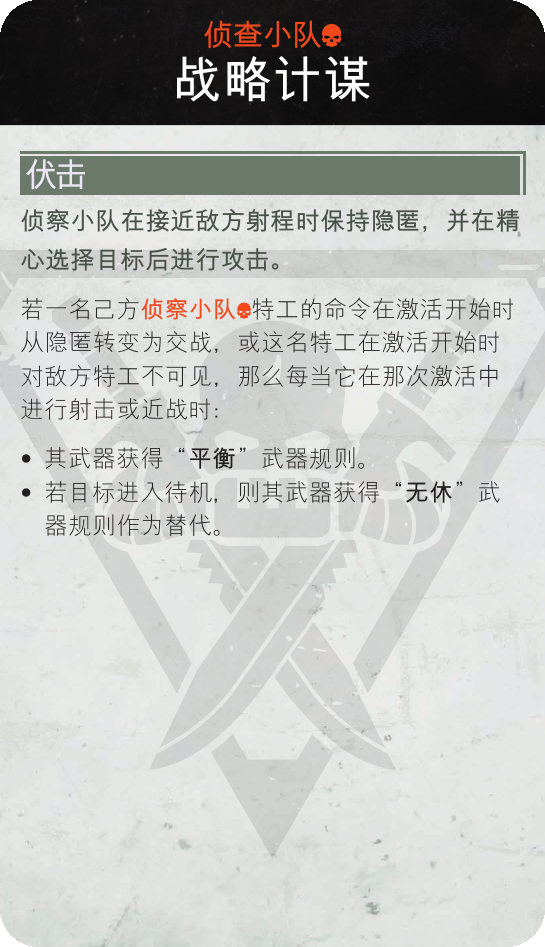 侦查小队
战略计谋
伏击
侦察小队在接近敌方射程时保持隐匿，并在精
心选择目标后进行攻击。
若一名己方侦察小队特工的命令在激活开始时
从隐匿转变为交战，或这名特工在激活开始时
对敌方特工不可见，那么每当它在那次激活中
进行射击或近战时:
• 其武器获得“平衡”武器规则。
• 若目标进入待机，则其武器获得“无休”武
器规则作为替代。